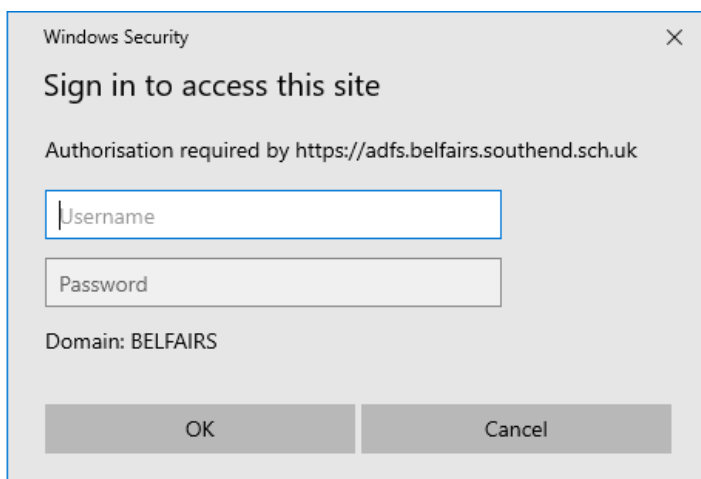 Windows Security
Sign in to access this site
Authorisation required by https://adfs.belfairs.southend.sch.uk
Username
Password
Domain: BELFAIRS
OK Cancel